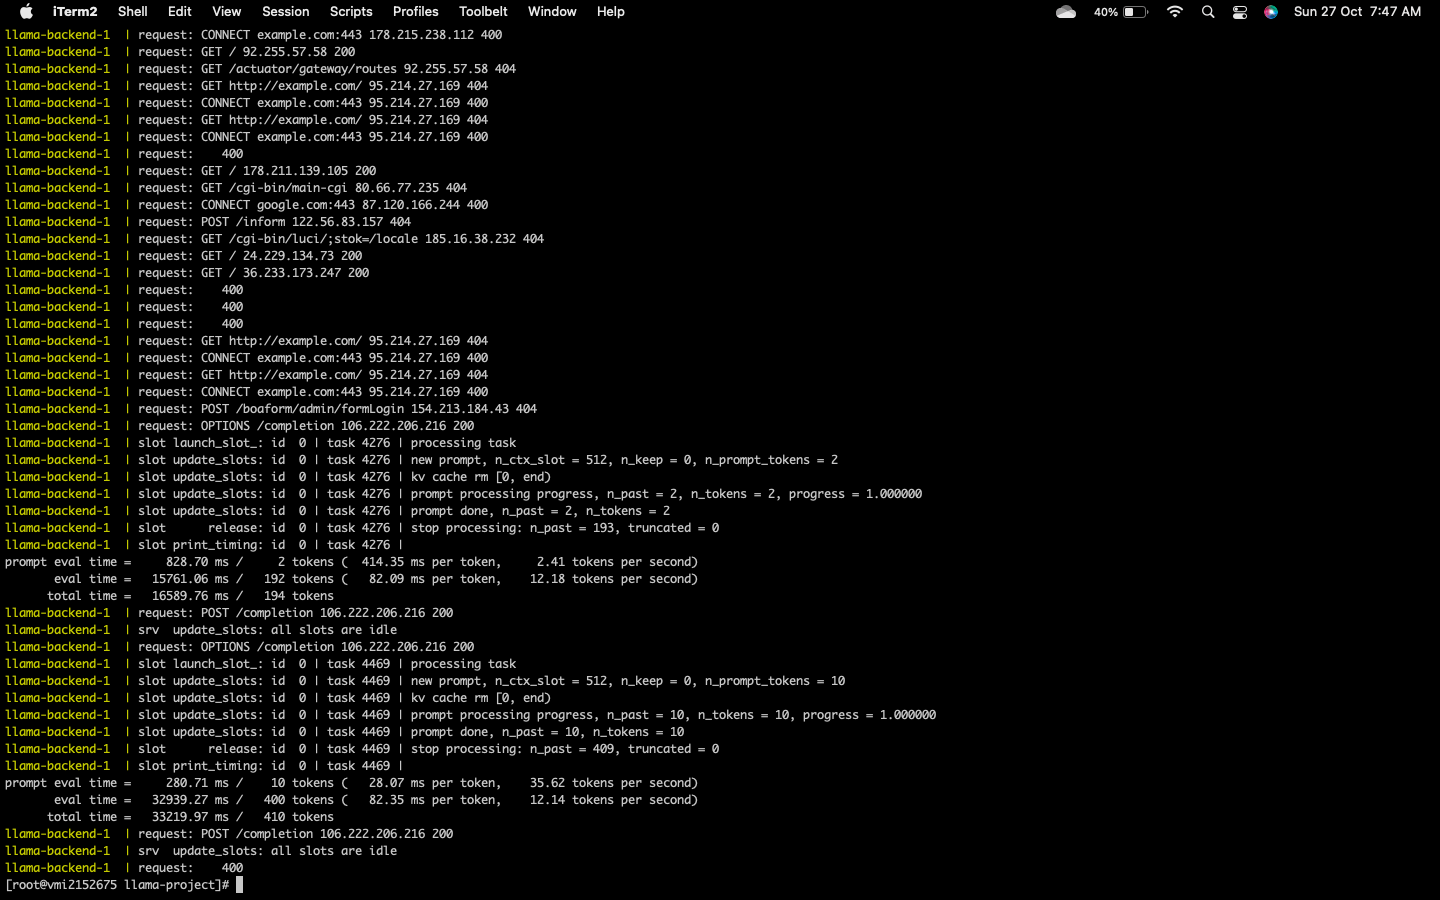 iTerm2 Shell Edit View Session Scripts Profiles Toolbelt Window Help 40% Sun 27 Oct 7:47 AM
llama-backend-1 | request: CONNECT example.com:443 178.215.238.112 400
llama-backend-1 | request: GET / 92.255.57.58 200
llama-backend-1 | request: GET /actuator/gateway/routes 92.255.57.58 404
llama-backend-1 | request: GET http://example.com/ 95.214.27.169 404
llama-backend-1 | request: CONNECT example.com:443 95.214.27.169 400
llama-backend-1 | request: GET http://example.com/ 95.214.27.169 404
llama-backend-1 | request: CONNECT example.com:443 95.214.27.169 400
llama-backend-1 | request: 400
llama-backend-1 | request: GET / 178.211.139.105 200
llama-backend-1 | request: GET /cgi-bin/main-cgi 80.66.77.235 404
llama-backend-1 | request: CONNECT google.com:443 87.120.166.244 400
llama-backend-1 | request: POST /inform 122.56.83.157 404
llama-backend-1 | request: GET /cgi-bin/luci/;stok=/locale 185.16.38.232 404
llama-backend-1 | request: GET / 24.229.134.73 200
llama-backend-1 | request: GET / 36.233.173.247 200
llama-backend-1 | request: 400
llama-backend-1 | request: 400
llama-backend-1 | request: 400
llama-backend-1 | request: GET http://example.com/ 95.214.27.169 404
llama-backend-1 | request: CONNECT example.com:443 95.214.27.169 400
llama-backend-1 | request: GET http://example.com/ 95.214.27.169 404
llama-backend-1 | request: CONNECT example.com:443 95.214.27.169 400
llama-backend-1 | request: POST /boaform/admin/formLogin 154.213.184.43 404
llama-backend-1 | request: OPTIONS /completion 106.222.206.216 200
llama-backend-1 | slot launch_slot_: id 0 | task 4276 | processing task
llama-backend-1 | slot update_slots: id 0 | task 4276 | new prompt, n_ctx_slot = 512, n_keep = 0, n_prompt_tokens = 2
llama-backend-1 | slot update_slots: id 0 | task 4276 | kv cache rm [0, end)
llama-backend-1 | slot update_slots: id 0 | task 4276 | prompt processing progress, n_past = 2, n_tokens = 2, progress = 1.000000
llama-backend-1 | slot update_slots: id 0 | task 4276 | prompt done, n_past = 2, n_tokens = 2
llama-backend-1 | slot release: id 0 | task 4276 | stop processing: n_past = 193, truncated = 0
llama-backend-1 | slot print_timing: id 0 | task 4276 |
prompt eval time = 828.70 ms / 2 tokens ( 414.35 ms per token, 2.41 tokens per second)
eval time = 15761.06 ms / 192 tokens ( 82.09 ms per token, 12.18 tokens per second)
total time = 16589.76 ms / 194 tokens
llama-backend-1 | request: POST /completion 106.222.206.216 200
llama-backend-1 | srv update_slots: all slots are idle
llama-backend-1 | request: OPTIONS /completion 106.222.206.216 200
llama-backend-1 | slot launch_slot_: id 0 | task 4469 | processing task
llama-backend-1 | slot update_slots: id 0 | task 4469 | new prompt, n_ctx_slot = 512, n_keep = 0, n_prompt_tokens = 10
llama-backend-1 | slot update_slots: id 0 | task 4469 | kv cache rm [0, end)
llama-backend-1 | slot update_slots: id 0 | task 4469 | prompt processing progress, n_past = 10, n_tokens = 10, progress = 1.000000
llama-backend-1 | slot update_slots: id 0 | task 4469 | prompt done, n_past = 10, n_tokens = 10
llama-backend-1 | slot release: id 0 | task 4469 | stop processing: n_past = 409, truncated = 0
llama-backend-1 | slot print_timing: id 0 | task 4469 |
prompt eval time = 280.71 ms / 10 tokens ( 28.07 ms per token, 35.62 tokens per second)
eval time = 32939.27 ms / 400 tokens ( 82.35 ms per token, 12.14 tokens per second)
total time = 33219.97 ms / 410 tokens
llama-backend-1 | request: POST /completion 106.222.206.216 200
llama-backend-1 | srv update_slots: all slots are idle
llama-backend-1 | request: 400
[root@vmi2152675 llama-project]#